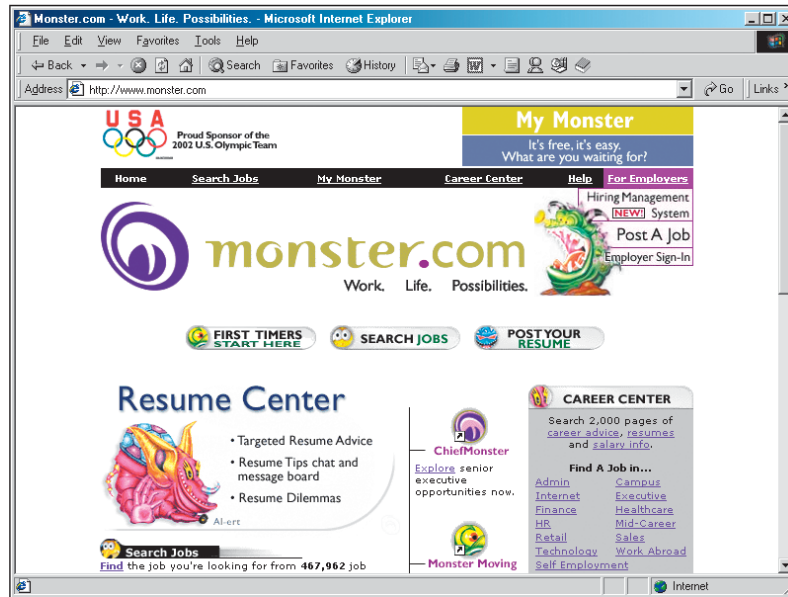 Monster.com - Work. Life. Possibilities. - Microsoft Internet Explorer
File Edit View Favorites Tools Help
Back Search Favorites History
Address http://www.monster.com Go Links
USA
Proud Sponsor of the
2002 U.S. Olympic Team
My Monster
It's free, it's easy.
What are you waiting for?
Home Search Jobs My Monster Career Center Help For Employers
Hiring Management
NEW! System
Post A Job
Employer Sign-In
monster.com
Work. Life. Possibilities.
FIRST TIMERS
START HERE
SEARCH JOBS
POST YOUR
RESUME
Resume Center
• Targeted Resume Advice
• Resume Tips chat and
message board
• Resume Dilemmas
Al-ert
Search Jobs
Find the job you're looking for from 467,962 job
ChiefMonster
Explore senior
executive
opportunities now.
Monster Moving
CAREER CENTER
Search 2,000 pages of
career advice, resumes
and salary info.
Find A Job in...
Admin Campus
Internet Executive
Finance Healthcare
HR Mid-Career
Retail Sales
Technology Work Abroad
Self Employment
Internet